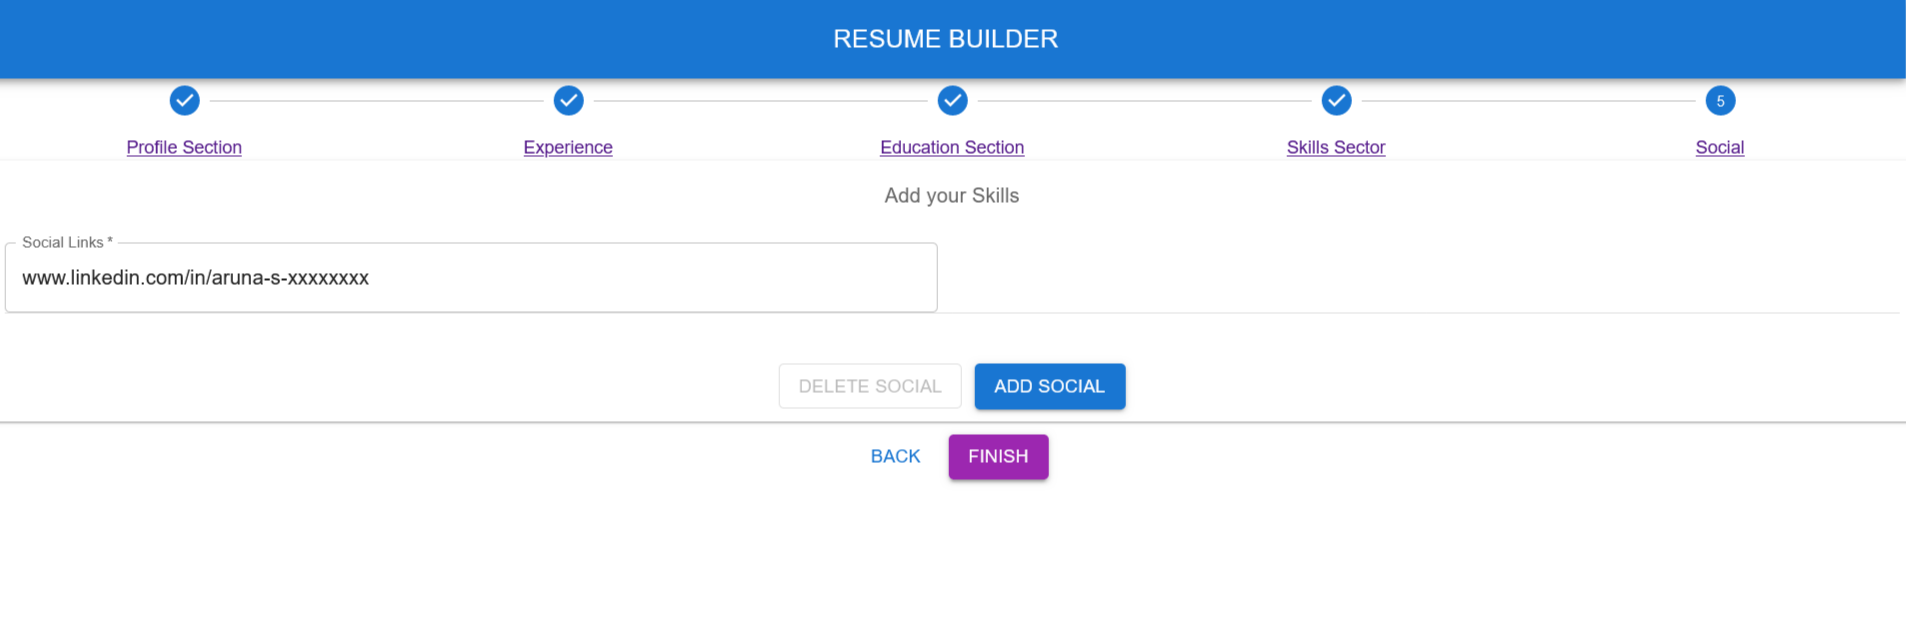 RESUME BUILDER
5
Profile Section Experience Education Section Skills Sector Social
Add your Skills
Social Links *
www.linkedin.com/in/aruna-s-xxxxxxxx
DELETE SOCIAL ADD SOCIAL
BACK FINISH